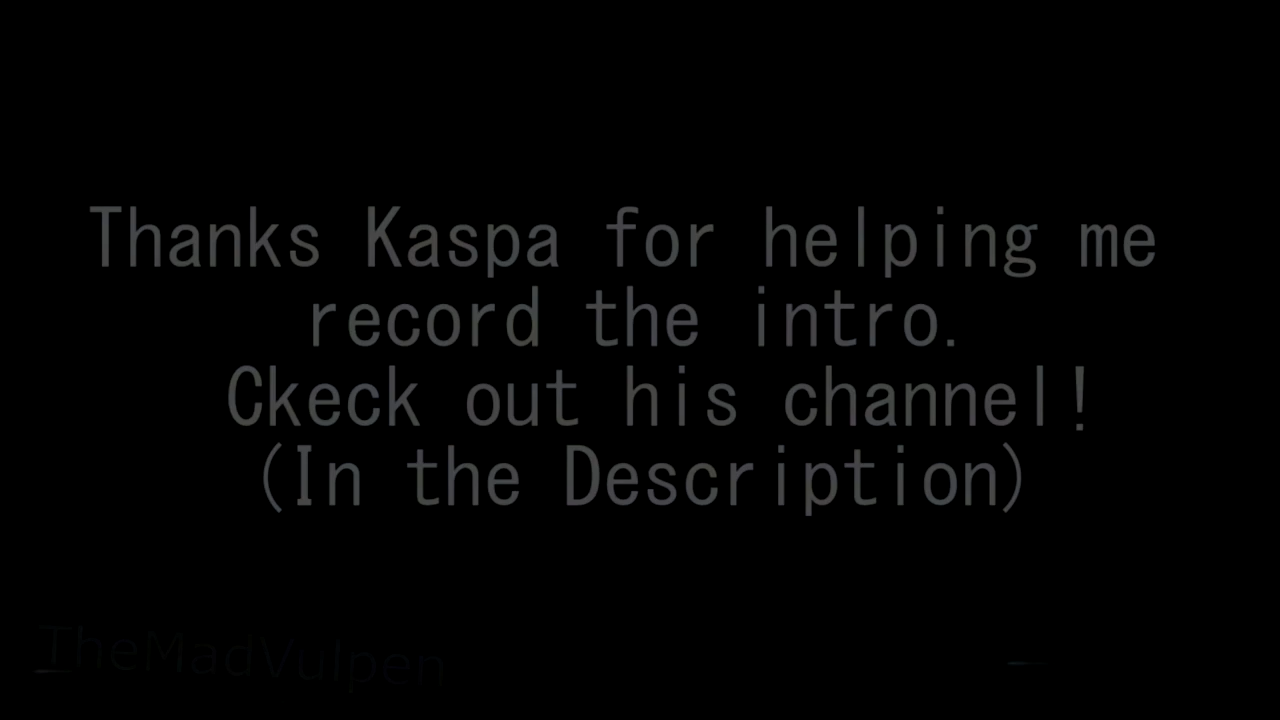 Thanks Kaspa for helping me
record the intro.
Ckeck out his channel!
(In the Description)
TheMadVulpen